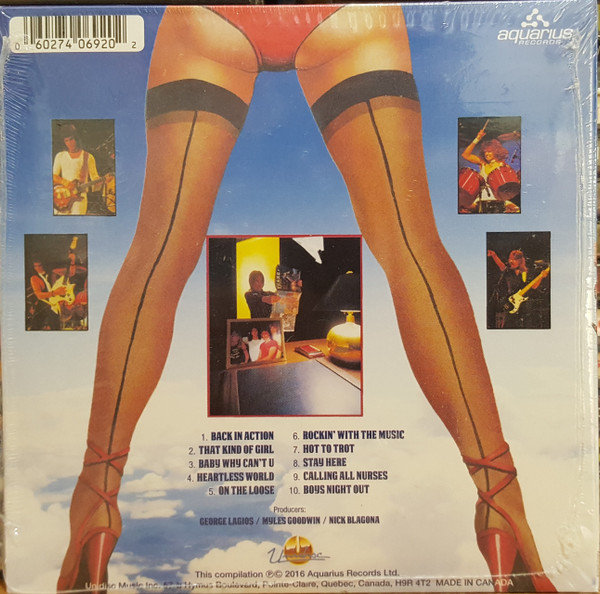 0 60274 06920 2
aquarius
RECORDS
1. BACK IN ACTION
2. THAT KIND OF GIRL
3. BABY WHY CAN'T U
4. HEARTLESS WORLD
5. ON THE LOOSE
6. ROCKIN' WITH THE MUSIC
7. HOT TO TROT
8. STAY HERE
9. CALLING ALL NURSES
10. BOYS NIGHT OUT
Producers:
GEORGE LAGIOS / MYLES GOODWIN / NICK BLAGONA
Unidisc
This compilation ℗© 2016 Aquarius Records Ltd.
Unidisc Music Inc. 57-B Hymus Boulevard, Pointe-Claire, Quebec, Canada, H9R 4T2 MADE IN CANADA